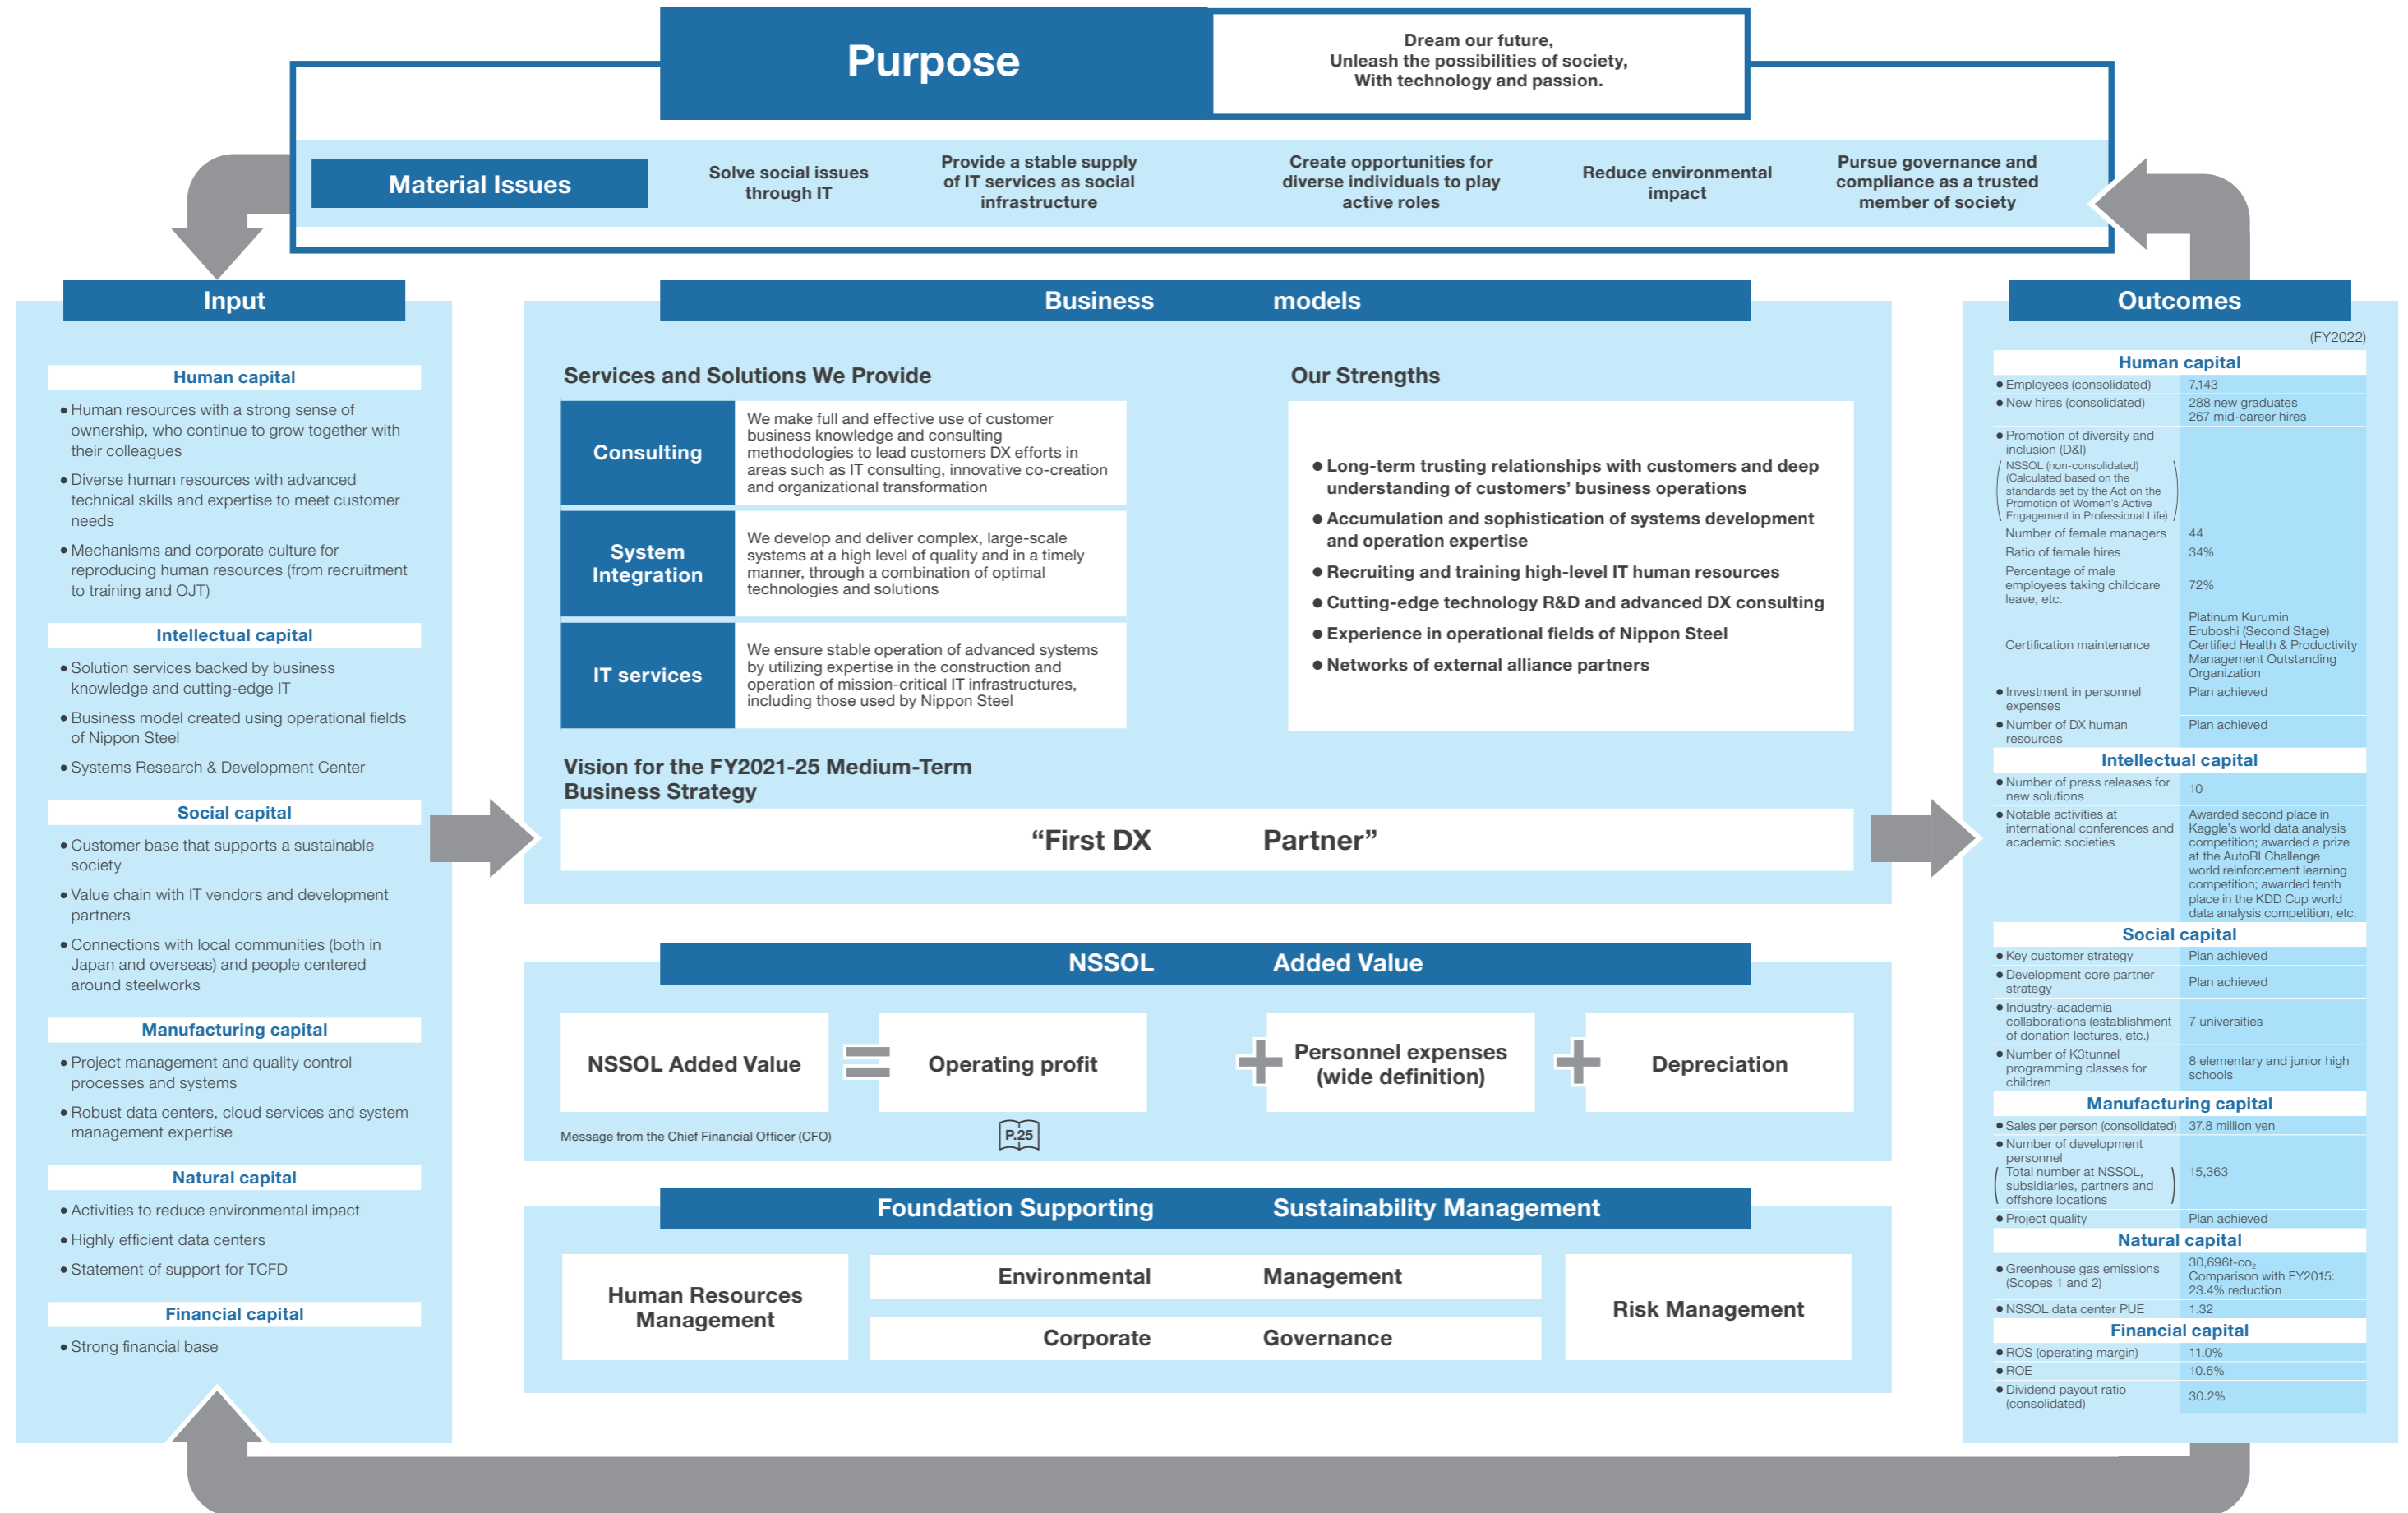 Purpose
Dream our future,
Unleash the possibilities of society,
With technology and passion.
Material Issues
Solve social issues
through IT
Provide a stable supply
of IT services as social
infrastructure
Create opportunities for
diverse individuals to play
active roles
Reduce environmental
impact
Pursue governance and
compliance as a trusted
member of society
Input
Human capital
● Human resources with a strong sense of
ownership, who continue to grow together with
their colleagues
● Diverse human resources with advanced
technical skills and expertise to meet customer
needs
● Mechanisms and corporate culture for
reproducing human resources (from recruitment
to training and OJT)
Intellectual capital
● Solution services backed by business
knowledge and cutting-edge IT
● Business model created using operational fields
of Nippon Steel
● Systems Research & Development Center
Social capital
● Customer base that supports a sustainable
society
● Value chain with IT vendors and development
partners
● Connections with local communities (both in
Japan and overseas) and people centered
around steelworks
Manufacturing capital
● Project management and quality control
processes and systems
● Robust data centers, cloud services and system
management expertise
Natural capital
● Activities to reduce environmental impact
● Highly efficient data centers
● Statement of support for TCFD
Financial capital
● Strong financial base
Business models
Services and Solutions We Provide
Consulting
We make full and effective use of customer
business knowledge and consulting
methodologies to lead customers DX efforts in
areas such as IT consulting, innovative co-creation
and organizational transformation
System
Integration
We develop and deliver complex, large-scale
systems at a high level of quality and in a timely
manner, through a combination of optimal
technologies and solutions
IT services
We ensure stable operation of advanced systems
by utilizing expertise in the construction and
operation of mission-critical IT infrastructures,
including those used by Nippon Steel
Our Strengths
● Long-term trusting relationships with customers and deep
understanding of customers’ business operations
● Accumulation and sophistication of systems development
and operation expertise
● Recruiting and training high-level IT human resources
● Cutting-edge technology R&D and advanced DX consulting
● Experience in operational fields of Nippon Steel
● Networks of external alliance partners
Vision for the FY2021-25 Medium-Term
Business Strategy
“First DX Partner”
NSSOL Added Value
NSSOL Added Value
=
Operating profit
+
Personnel expenses
(wide definition)
+
Depreciation
Message from the Chief Financial Officer (CFO)
P.25
Foundation Supporting Sustainability Management
Human Resources
Management
Environmental Management
Corporate Governance
Risk Management
Outcomes
(FY2022)
Human capital
● Employees (consolidated)
7,143
● New hires (consolidated)
288 new graduates
267 mid-career hires
● Promotion of diversity and
inclusion (D&I)
(NSSOL (non-consolidated)
(Calculated based on the
standards set by the Act on the
Promotion of Women’s Active
Engagement in Professional Life))
Number of female managers
44
Ratio of female hires
34%
Percentage of male
employees taking childcare
leave, etc.
72%
Certification maintenance
Platinum Kurumin
Eruboshi (Second Stage)
Certified Health & Productivity
Management Outstanding
Organization
● Investment in personnel
expenses
Plan achieved
● Number of DX human
resources
Plan achieved
Intellectual capital
● Number of press releases for
new solutions
10
● Notable activities at
international conferences and
academic societies
Awarded second place in
Kaggle’s world data analysis
competition; awarded a prize
at the AutoRLChallenge
world reinforcement learning
competition; awarded tenth
place in the KDD Cup world
data analysis competition, etc.
Social capital
● Key customer strategy
Plan achieved
● Development core partner
strategy
Plan achieved
● Industry-academia
collaborations (establishment
of donation lectures, etc.)
7 universities
● Number of K3tunnel
programming classes for
children
8 elementary and junior high
schools
Manufacturing capital
● Sales per person (consolidated)
37.8 million yen
● Number of development
personnel
(Total number at NSSOL,
subsidiaries, partners and
offshore locations)
15,363
● Project quality
Plan achieved
Natural capital
● Greenhouse gas emissions
(Scopes 1 and 2)
30,696t-co₂
Comparison with FY2015:
23.4% reduction
● NSSOL data center PUE
1.32
Financial capital
● ROS (operating margin)
11.0%
● ROE
10.6%
● Dividend payout ratio
(consolidated)
30.2%